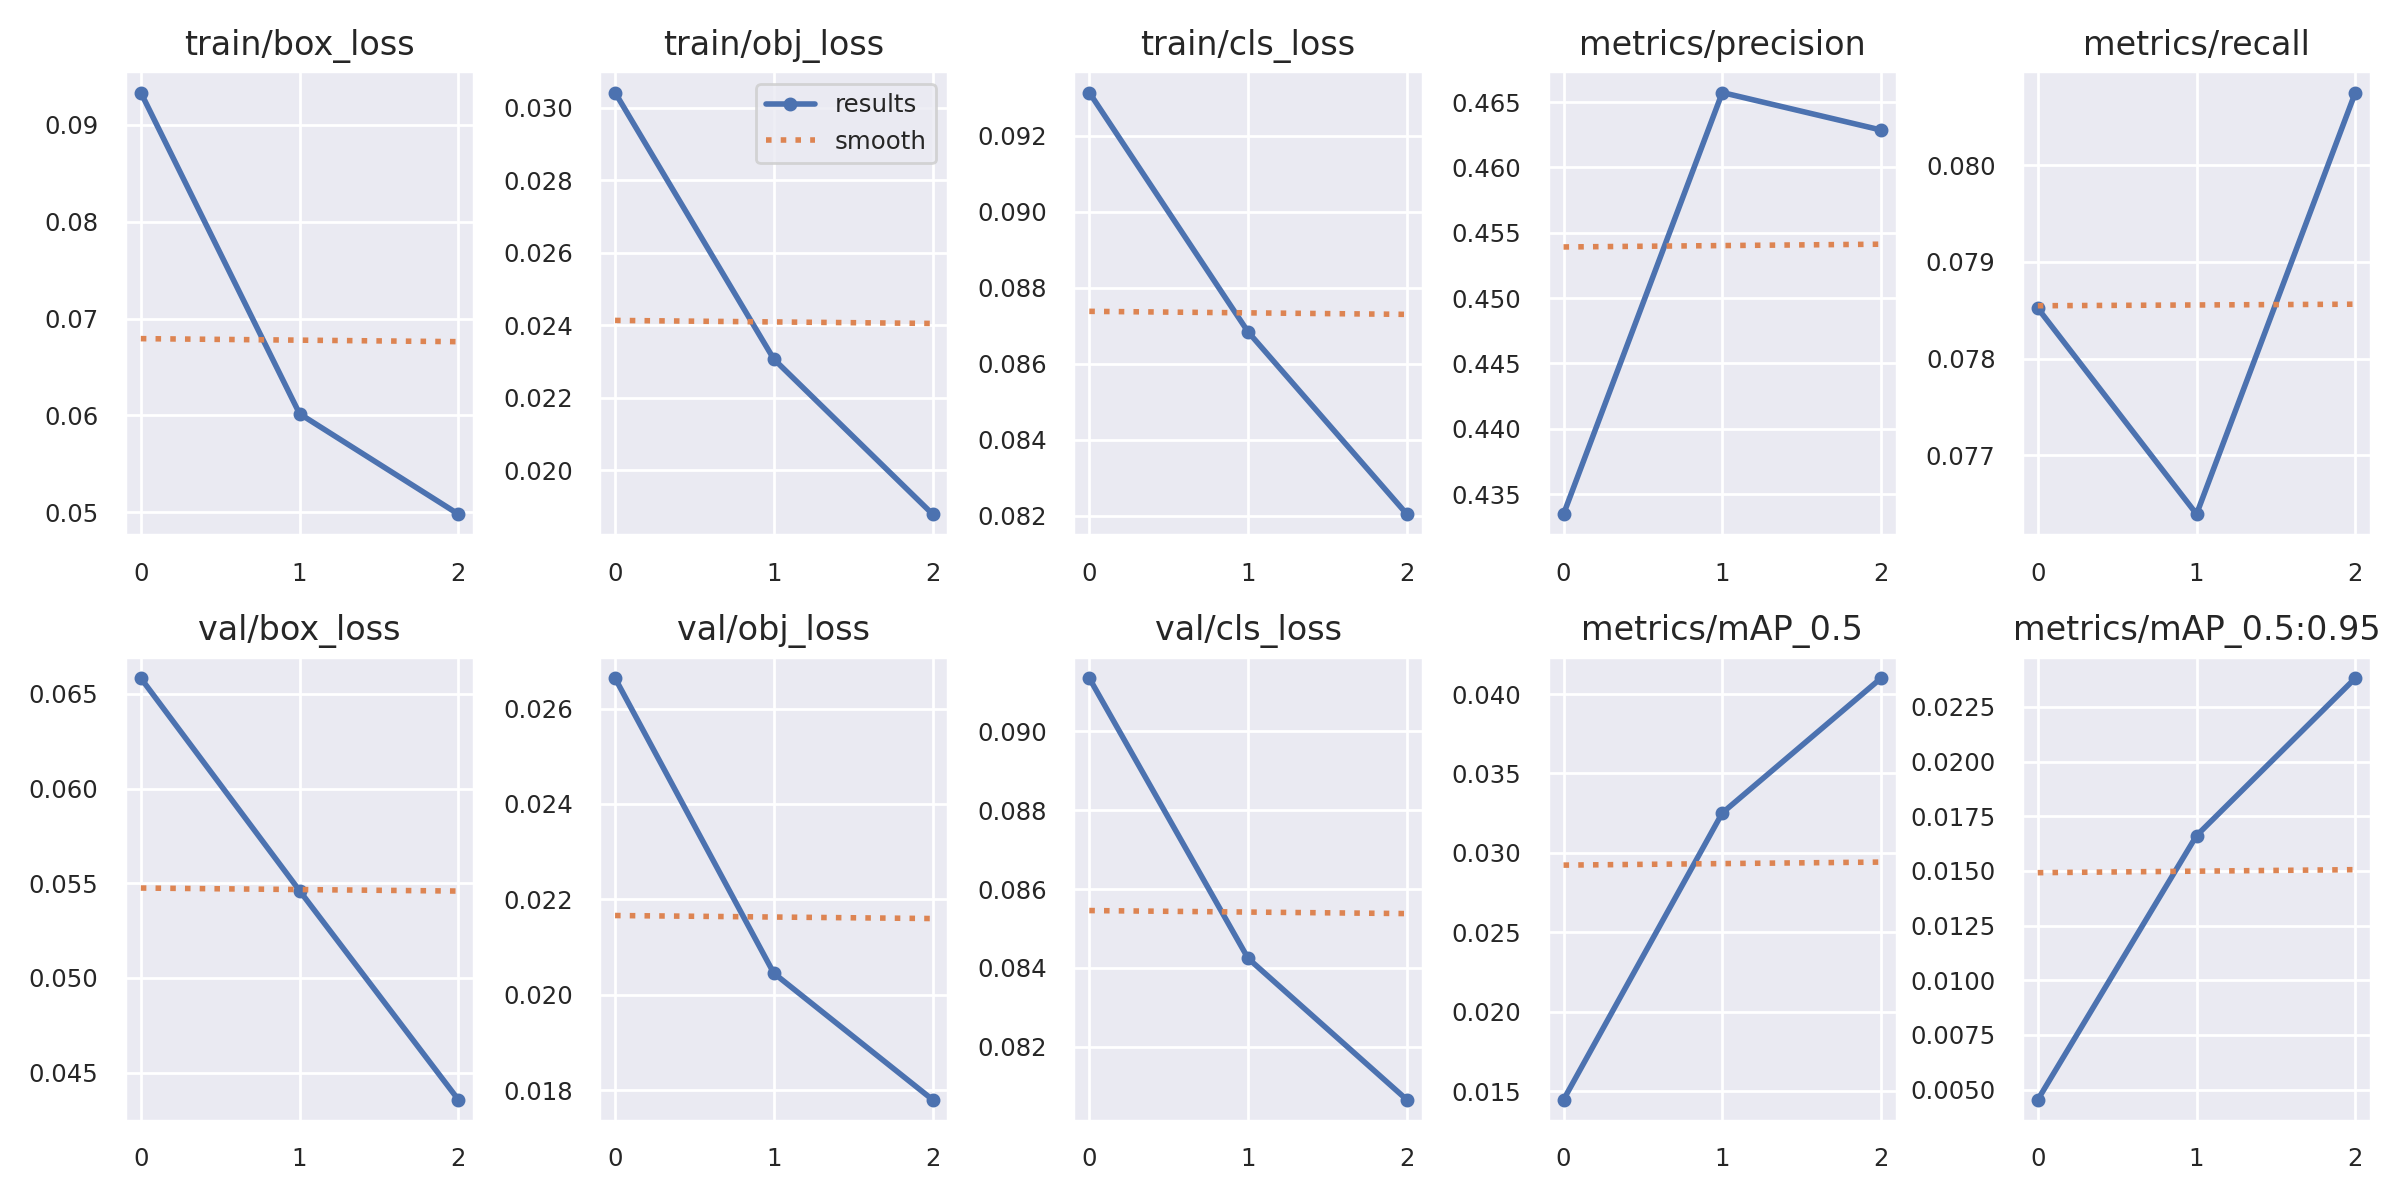 train/box_loss
0.09
0.08
0.07
0.06
0.05
0 1 2
train/obj_loss
results
smooth
0.030
0.028
0.026
0.024
0.022
0.020
0 1 2
train/cls_loss
0.092
0.090
0.088
0.086
0.084
0.082
0 1 2
metrics/precision
0.465
0.460
0.455
0.450
0.445
0.440
0.435
0 1 2
metrics/recall
0.080
0.079
0.078
0.077
0 1 2
val/box_loss
0.065
0.060
0.055
0.050
0.045
0 1 2
val/obj_loss
0.026
0.024
0.022
0.020
0.018
0 1 2
val/cls_loss
0.090
0.088
0.086
0.084
0.082
0 1 2
metrics/mAP_0.5
0.040
0.035
0.030
0.025
0.020
0.015
0 1 2
metrics/mAP_0.5:0.95
0.0225
0.0200
0.0175
0.0150
0.0125
0.0100
0.0075
0.0050
0 1 2